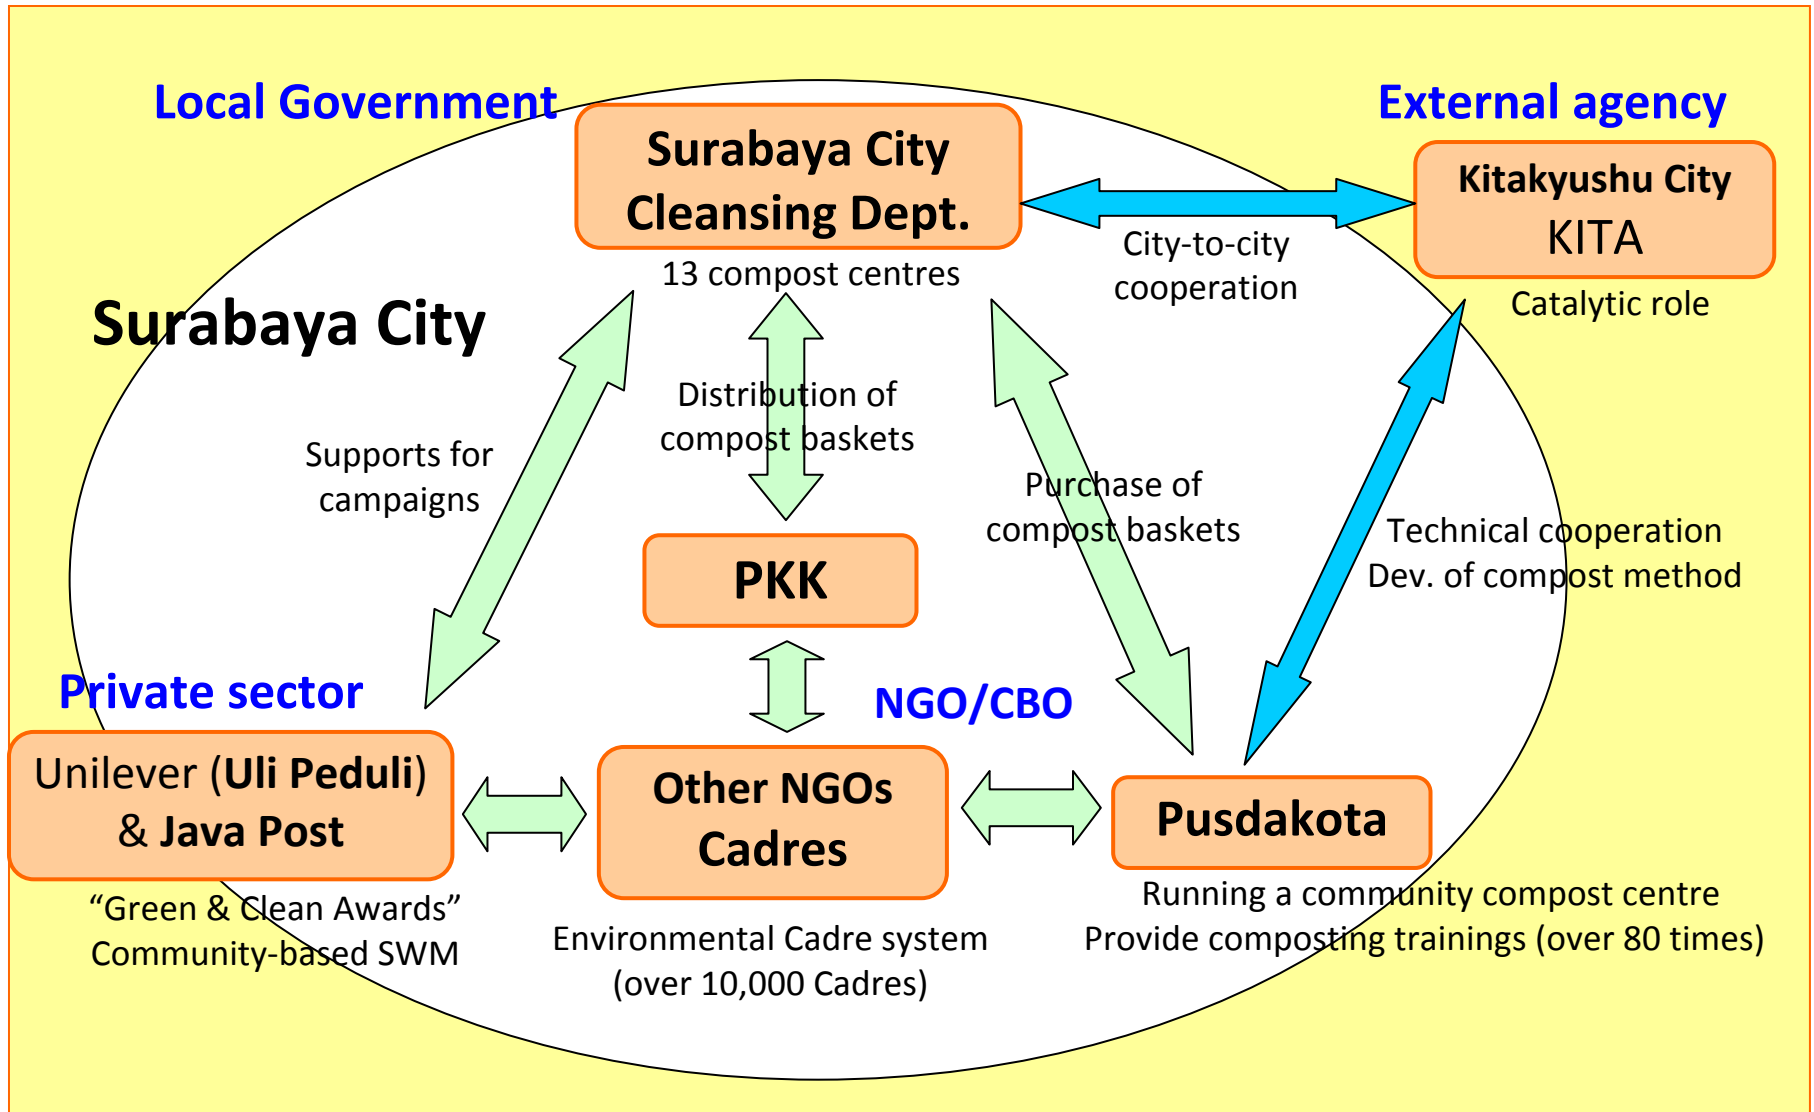 Local Government
External agency
Surabaya City
Cleansing Dept.
Kitakyushu City
KITA
City-to-city
cooperation
13 compost centres
Catalytic role
Surabaya City
Distribution of
compost baskets
Supports for
campaigns
Purchase of
compost baskets
Technical cooperation
Dev. of compost method
PKK
Private sector
NGO/CBO
Unilever (Uli Peduli)
& Java Post
Other NGOs
Cadres
Pusdakota
“Green & Clean Awards”
Community-based SWM
Environmental Cadre system
(over 10,000 Cadres)
Running a community compost centre
Provide composting trainings (over 80 times)